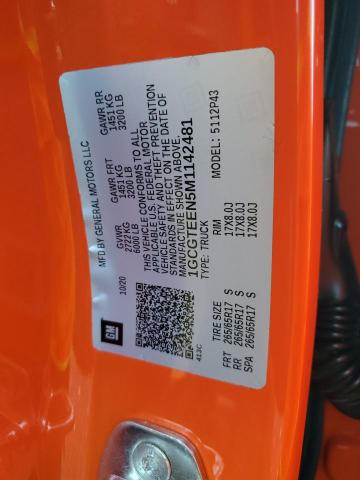 GM
MFD BY GENERAL MOTORS LLC
10/20
GVWR
2722 KG
6000 LB
GAWR FRT
1451 KG
3200 LB
GAWR RR
1451 KG
3200 LB
THIS VEHICLE CONFORMS TO ALL
APPLICABLE U.S. FEDERAL MOTOR
VEHICLE SAFETY AND THEFT PREVENTION
STANDARDS IN EFFECT ON THE DATE OF
MANUFACTURE SHOWN ABOVE.
1GCGTEEN5M1142481
TYPE: TRUCK
MODEL: 5112P43
413C
TIRE SIZE
RIM
FRT 265/65R17 S 17X8.0J
RR 265/65R17 S 17X8.0J
SPA 265/65R17 S 17X8.0J